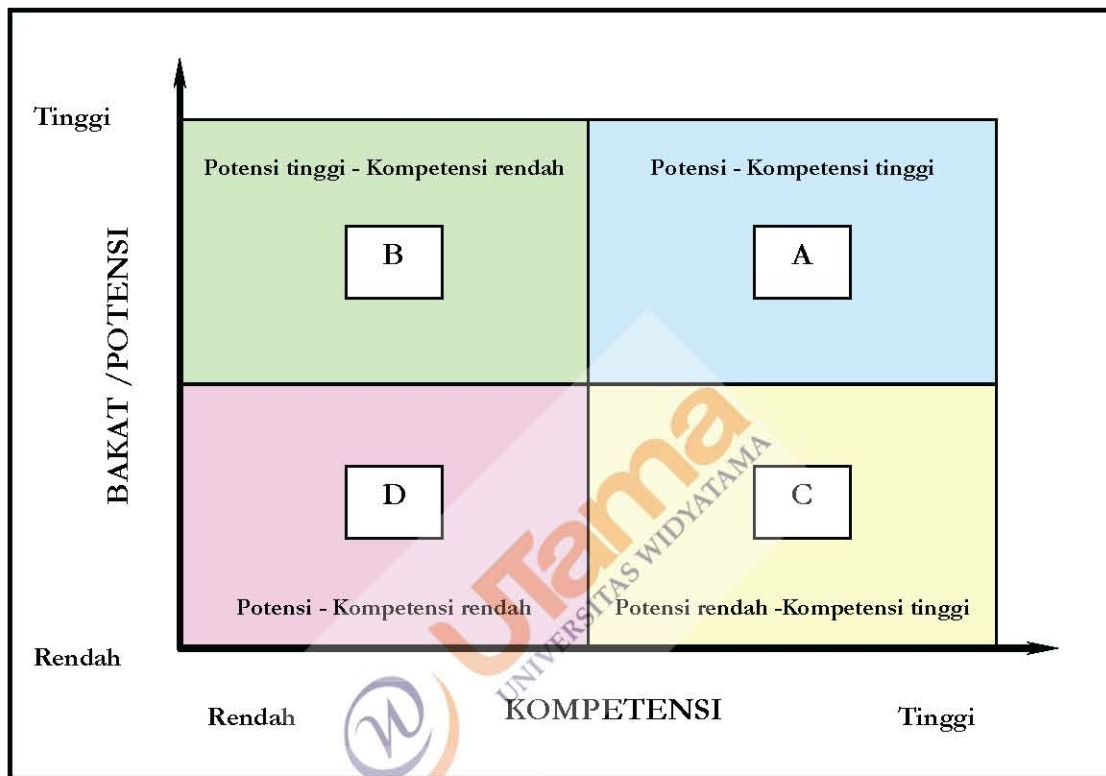 Tinggi
Potensi tinggi - Kompetensi rendah
Potensi - Kompetensi tinggi
B
A
BAKAT /POTENSI
D
C
Potensi - Kompetensi rendah
Potensi rendah -Kompetensi tinggi
Rendah
Rendah
KOMPETENSI
Tinggi
UTama
UNIVERSITAS WIDYATAMA